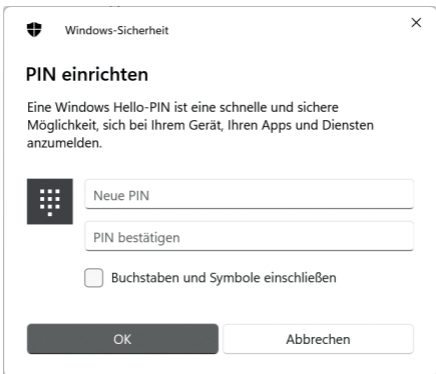 Windows-Sicherheit
PIN einrichten
Eine Windows Hello-PIN ist eine schnelle und sichere
Möglichkeit, sich bei Ihrem Gerät, Ihren Apps und Diensten
anzumelden.
Neue PIN
PIN bestätigen
Buchstaben und Symbole einschließen
OK
Abbrechen